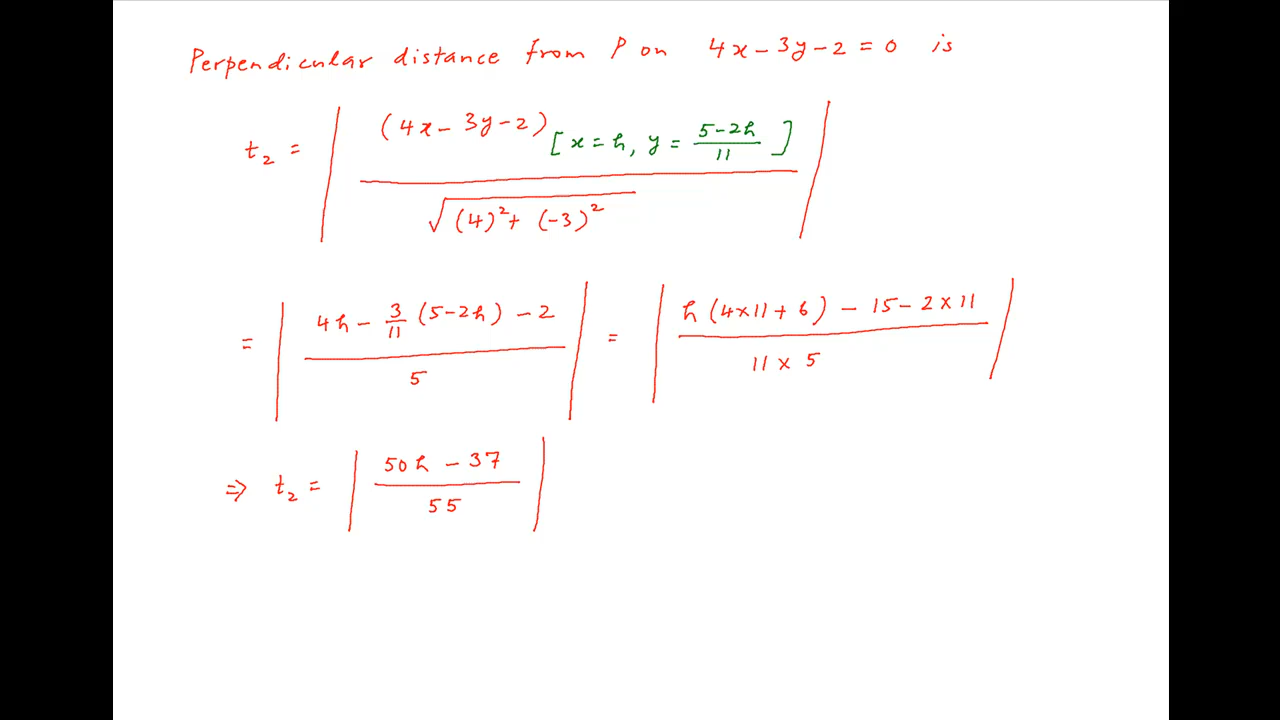 Perpendicular distance from P on 4x - 3y - 2 = 0 is
t₂ = | (4x - 3y - 2) [x = h, y = (5-2h)/11] / √((4)² + (-3)²) |
= | (4h - 3/11 (5-2h) - 2) / 5 | = | (h(4×11+6) - 15 - 2×11) / (11 × 5) |
⇒ t₂ = | (50h - 37) / 55 |